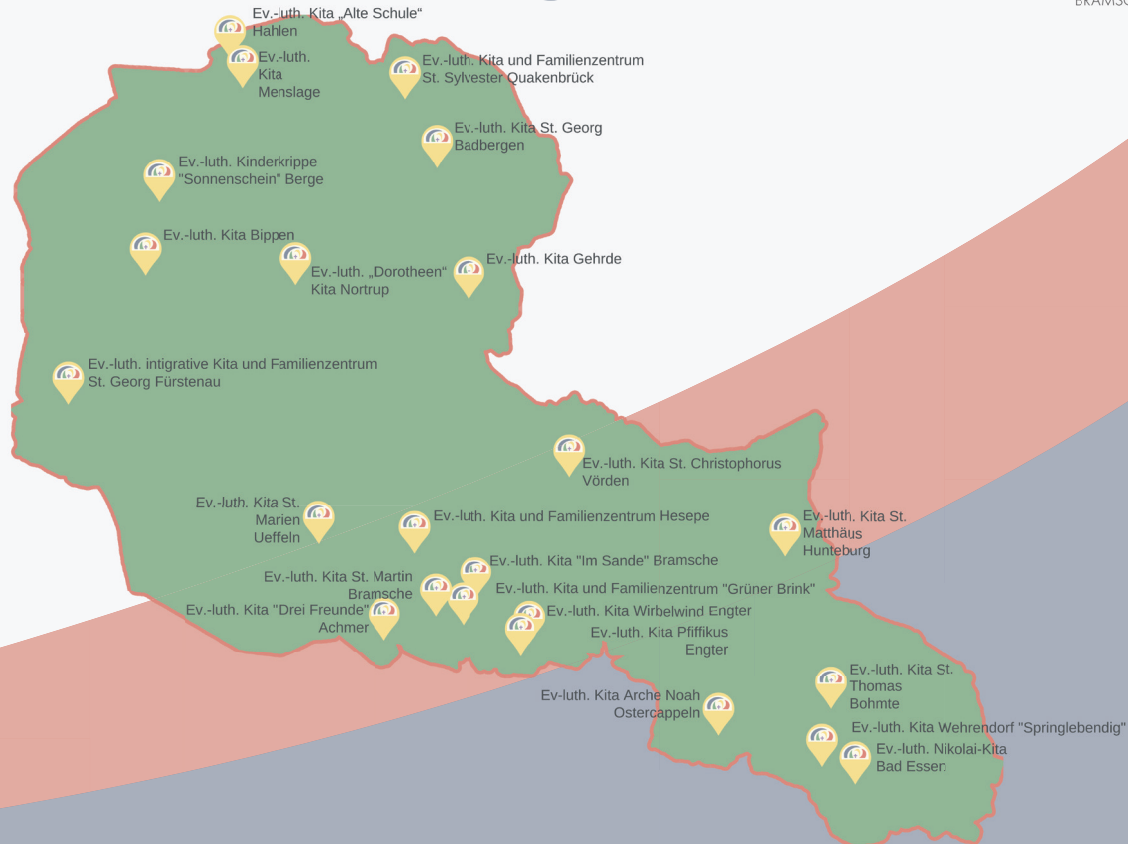 BRAMSC
Ev.-luth. Kita „Alte Schule“
Hahlen
Ev.-luth.
Kita
Menslage
Ev.-luth. Kita und Familienzentrum
St. Sylvester Quakenbrück
Ev.-luth. Kita St. Georg
Badbergen
Ev.-luth. Kinderkrippe
"Sonnenschein" Berge
Ev.-luth. Kita Bippen
Ev.-luth. „Dorotheen“
Kita Nortrup
Ev.-luth. Kita Gehrde
Ev.-luth. intigrative Kita und Familienzentrum
St. Georg Fürstenau
Ev.-luth. Kita St. Christophorus
Vörden
Ev.-luth. Kita St.
Marien
Ueffeln
Ev.-luth. Kita und Familienzentrum Hesepe
Ev.-luth. Kita St.
Matthäus
Hunteburg
Ev.-luth. Kita "Im Sande" Bramsche
Ev.-luth. Kita St. Martin
Bramsche
Ev.-luth. Kita und Familienzentrum "Grüner Brink"
Ev.-luth. Kita "Drei Freunde"
Achmer
Ev.-luth. Kita Wirbelwind Engter
Ev.-luth. Kita Pfiffikus
Engter
Ev-luth. Kita Arche Noah
Ostercappeln
Ev.-luth. Kita St.
Thomas
Bohmte
Ev.-luth. Kita Wehrendorf "Springlebendig"
Ev.-luth. Nikolai-Kita
Bad Essen